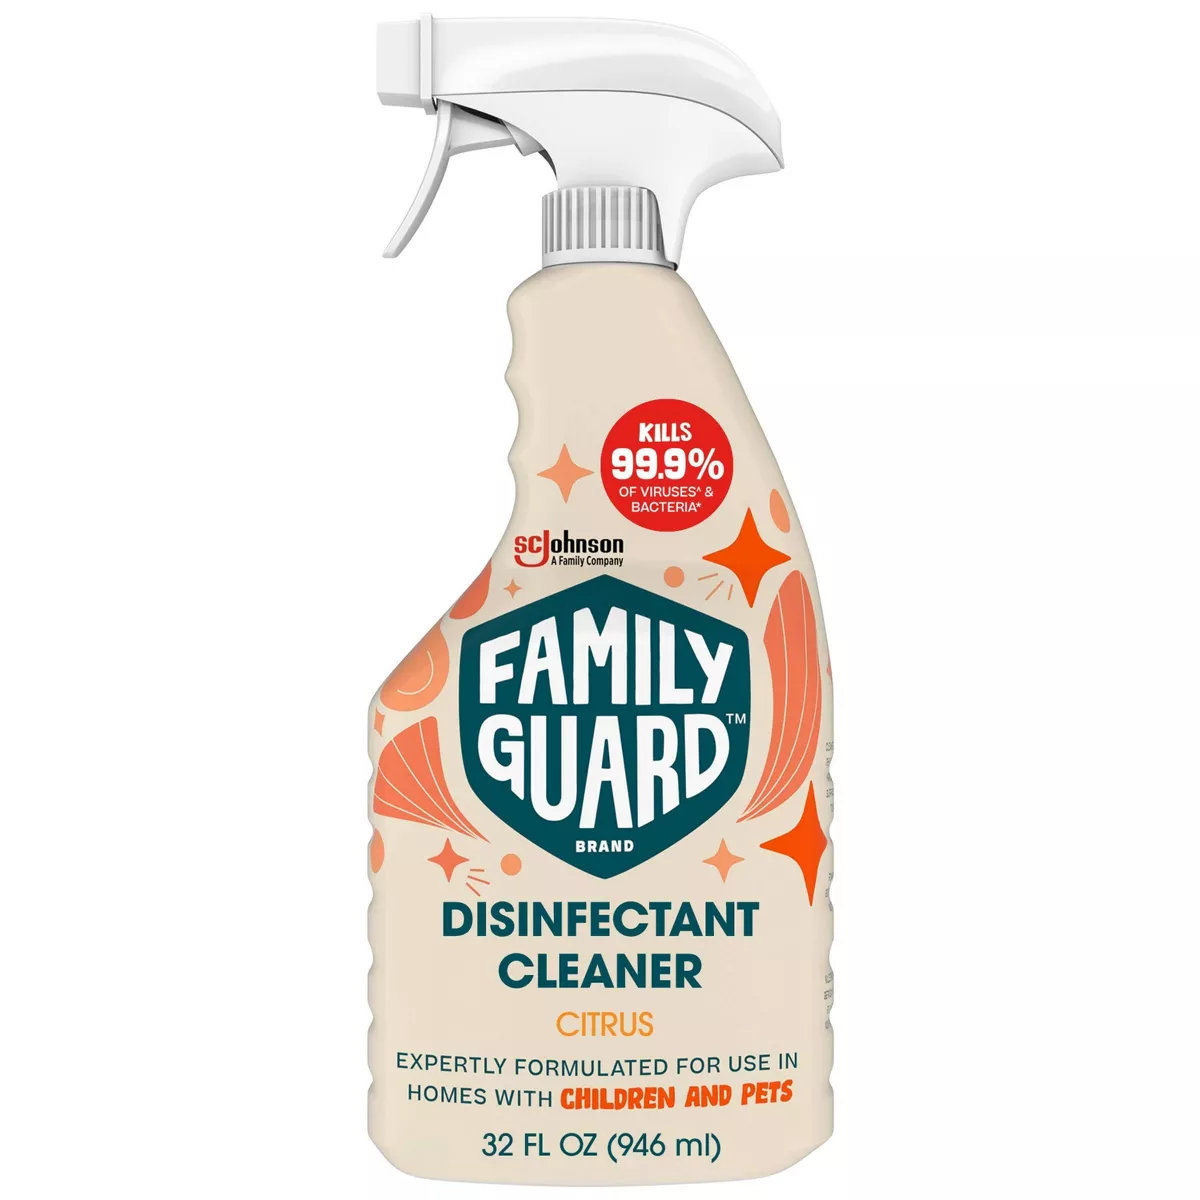 KILLS
99.9%
OF VIRUSES^ &
BACTERIA*
SCJohnson
A Family Company
FAMILY
GUARD™
BRAND
DISINFECTANT
CLEANER
CITRUS
EXPERTLY FORMULATED FOR USE IN
HOMES WITH CHILDREN AND PETS
32 FL OZ (946 ml)